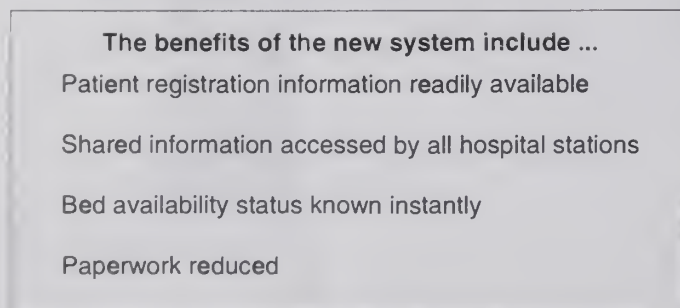 The benefits of the new system include ...
Patient registration information readily available
Shared information accessed by all hospital stations
Bed availability status known instantly
Paperwork reduced